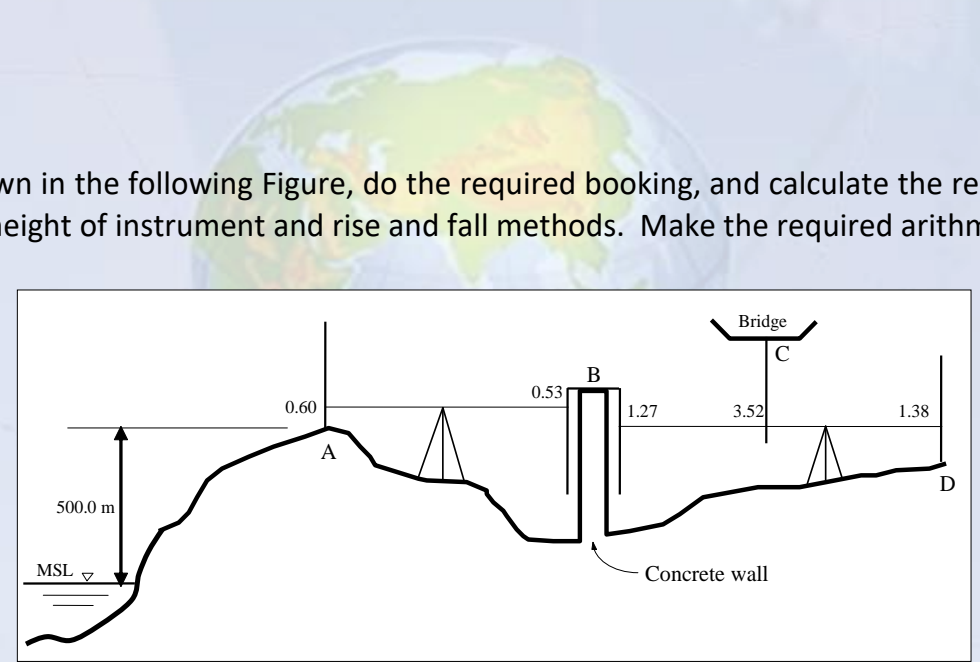 wn in the following Figure, do the required booking, and calculate the re
eight of instrument and rise and fall methods. Make the required arithm
Bridge
C
B
0.53
0.60
1.27
3.52
1.38
A
D
500.0 m
MSL
Concrete wall